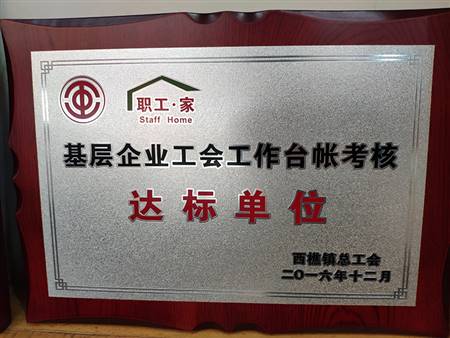 职工·家
Staff Home
基层企业工会工作台帐考核
达标单位
西樵镇总工会
二〇一六年十二月